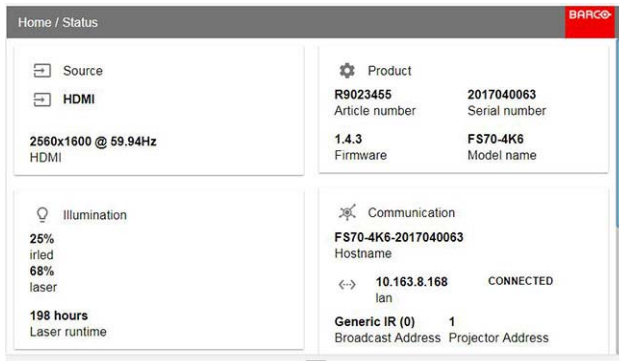 Home / Status
BARCO
Source
HDMI
2560x1600 @ 59.94Hz
HDMI
Product
R9023455 2017040063
Article number Serial number
1.4.3 FS70-4K6
Firmware Model name
Illumination
25%
irled
68%
laser
198 hours
Laser runtime
Communication
FS70-4K6-2017040063
Hostname
10.163.8.168 CONNECTED
lan
Generic IR (0) 1
Broadcast Address Projector Address